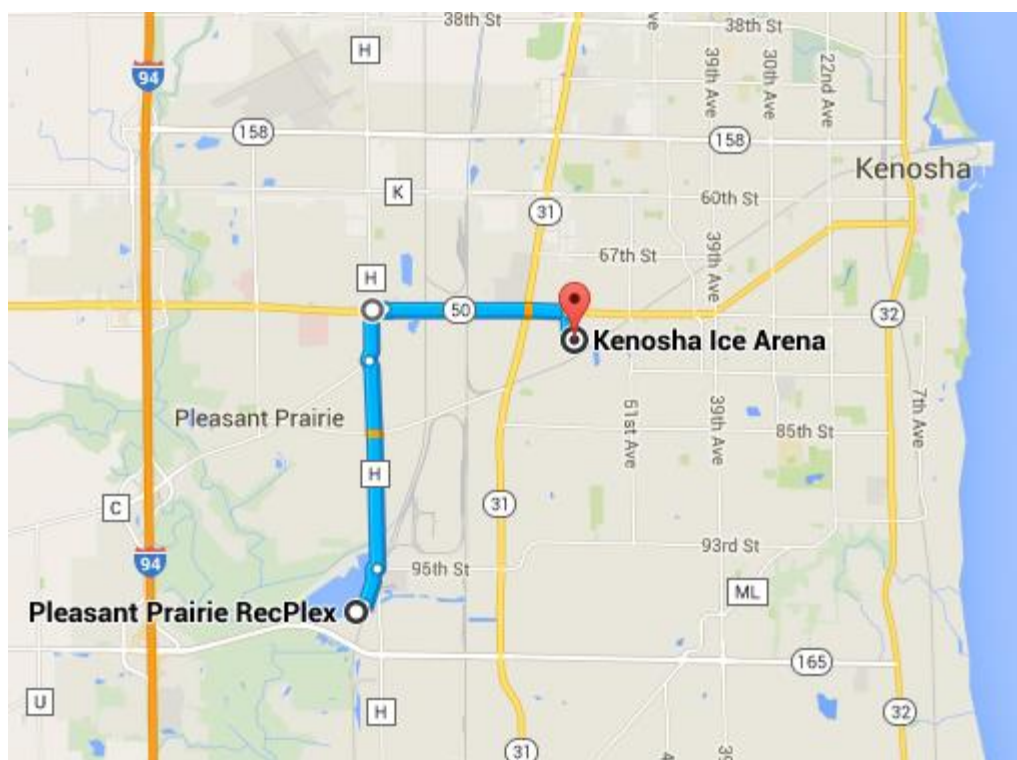 38th St
38th St
H
94
39th Ave
30th Ave
22nd Ave
158
158
Kenosha
K
60th St
31
39th Ave
67th St
H
50
32
Kenosha Ice Arena
Pleasant Prairie
51st Ave
39th Ave
7th Ave
85th St
H
C
31
94
95th St
93rd St
ML
Pleasant Prairie RecPlex
165
U
H
32
31